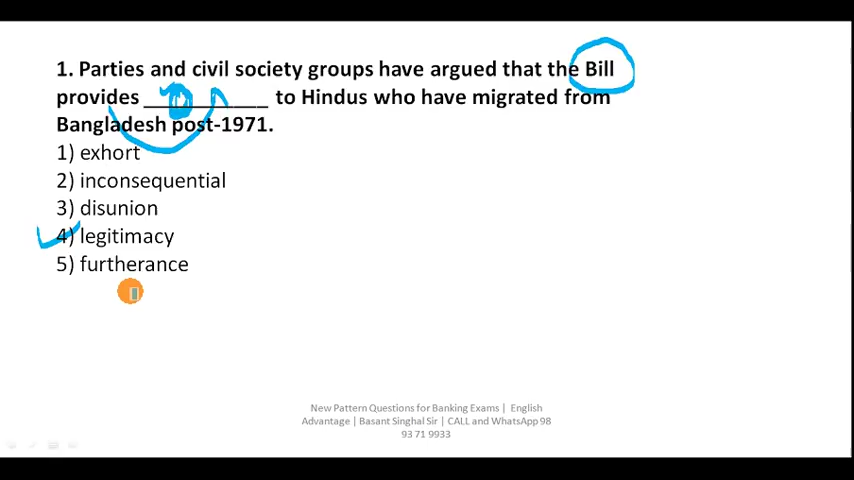 1. Parties and civil society groups have argued that the Bill
provides ____________ to Hindus who have migrated from
Bangladesh post-1971.
1) exhort
2) inconsequential
3) disunion
4) legitimacy
5) furtherance
New Pattern Questions for Banking Exams | English
Advantage | Basant Singhal Sir | CALL and WhatsApp 98
93 71 9933